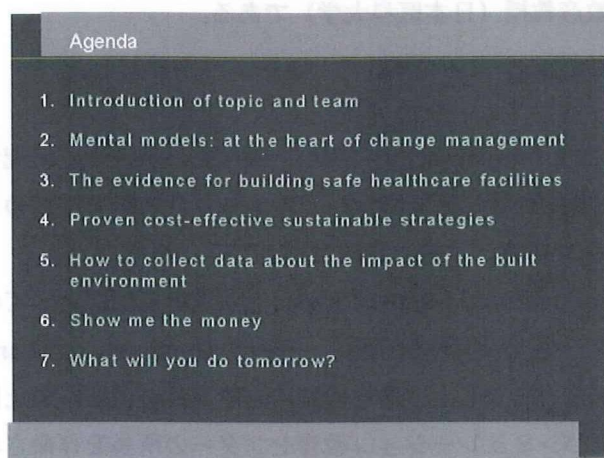 Agenda
1. Introduction of topic and team
2. Mental models: at the heart of change management
3. The evidence for building safe healthcare facilities
4. Proven cost-effective sustainable strategies
5. How to collect data about the impact of the built
environment
6. Show me the money
7. What will you do tomorrow?